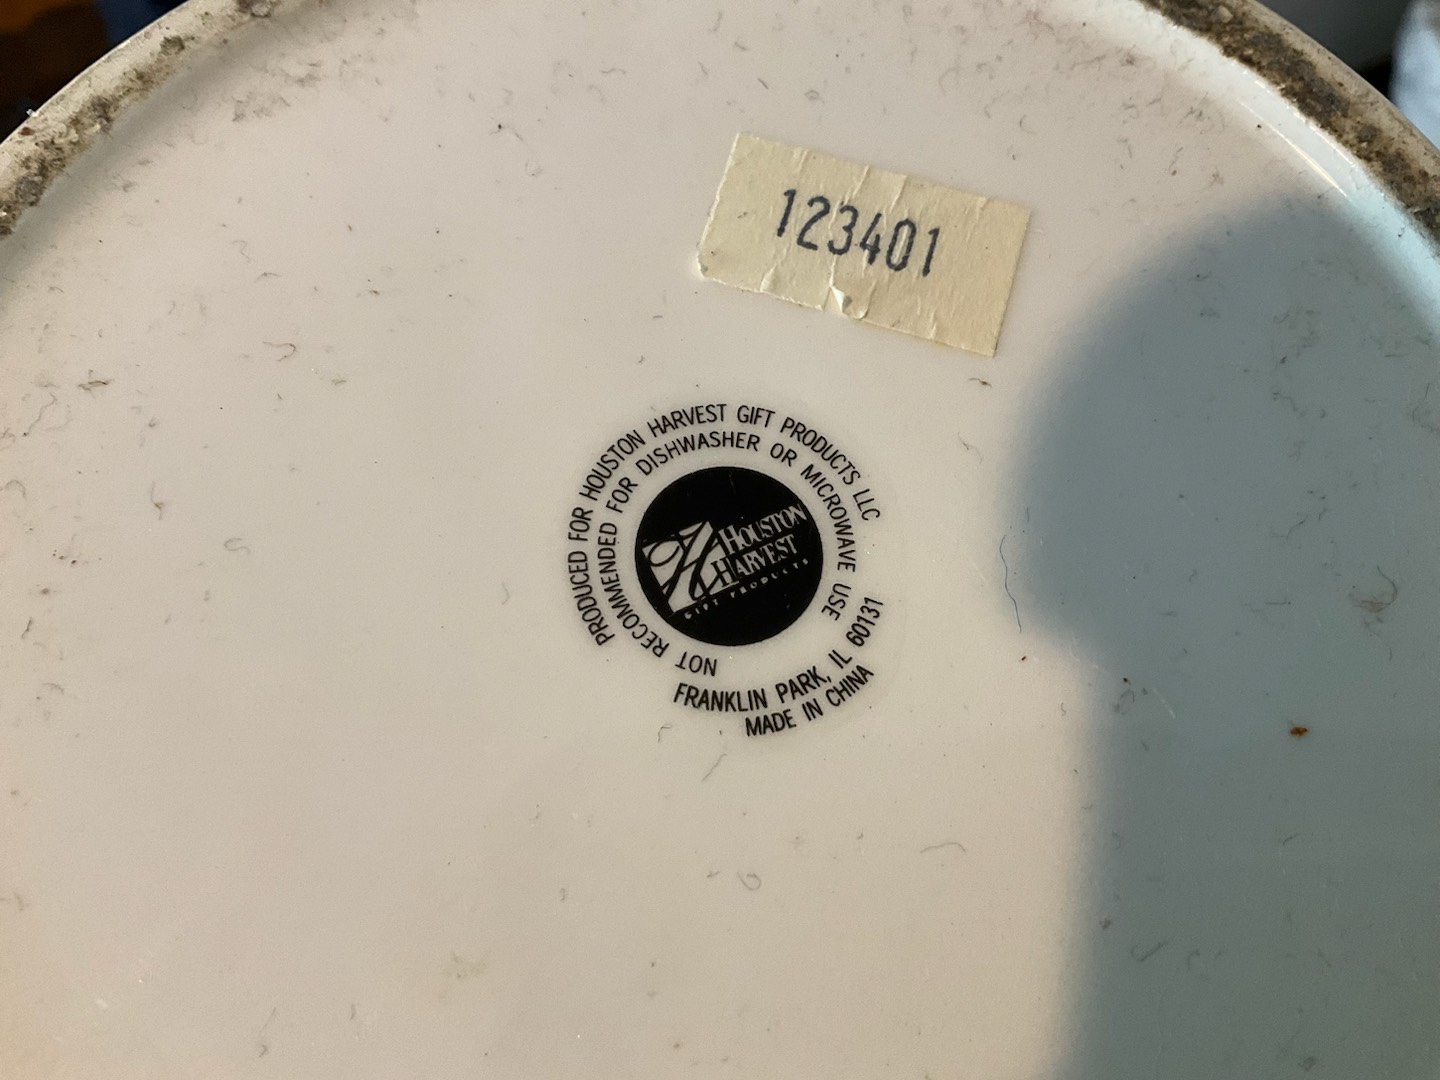 123401
PRODUCED FOR HOUSTON HARVEST GIFT PRODUCTS LLC
NOT RECOMMENDED FOR DISHWASHER OR MICROWAVE USE
HOUSTON
HARVEST
GIFT PRODUCTS
FRANKLIN PARK, IL 60131
MADE IN CHINA